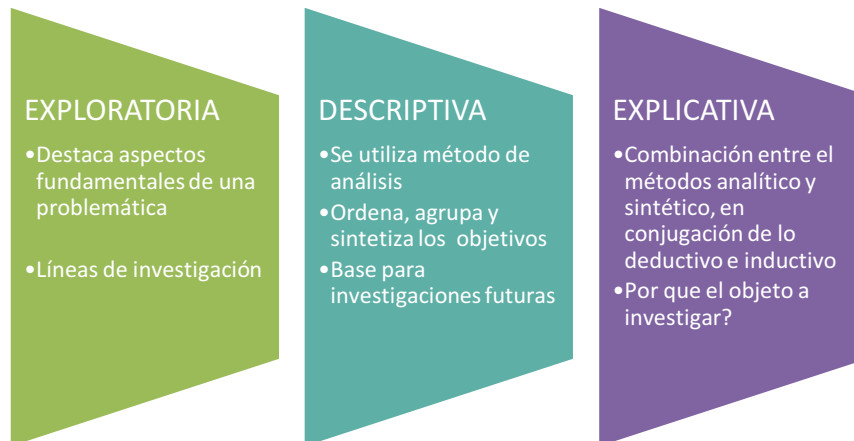 EXPLORATORIA
•Destaca aspectos
fundamentales de una
problemática
•Líneas de investigación
DESCRIPTIVA
•Se utiliza método de
análisis
•Ordena, agrupa y
sintetiza los objetivos
•Base para
investigaciones futuras
EXPLICATIVA
•Combinación entre el
métodos analítico y
sintético, en
conjugación de lo
deductivo e inductivo
•Por que el objeto a
investigar?